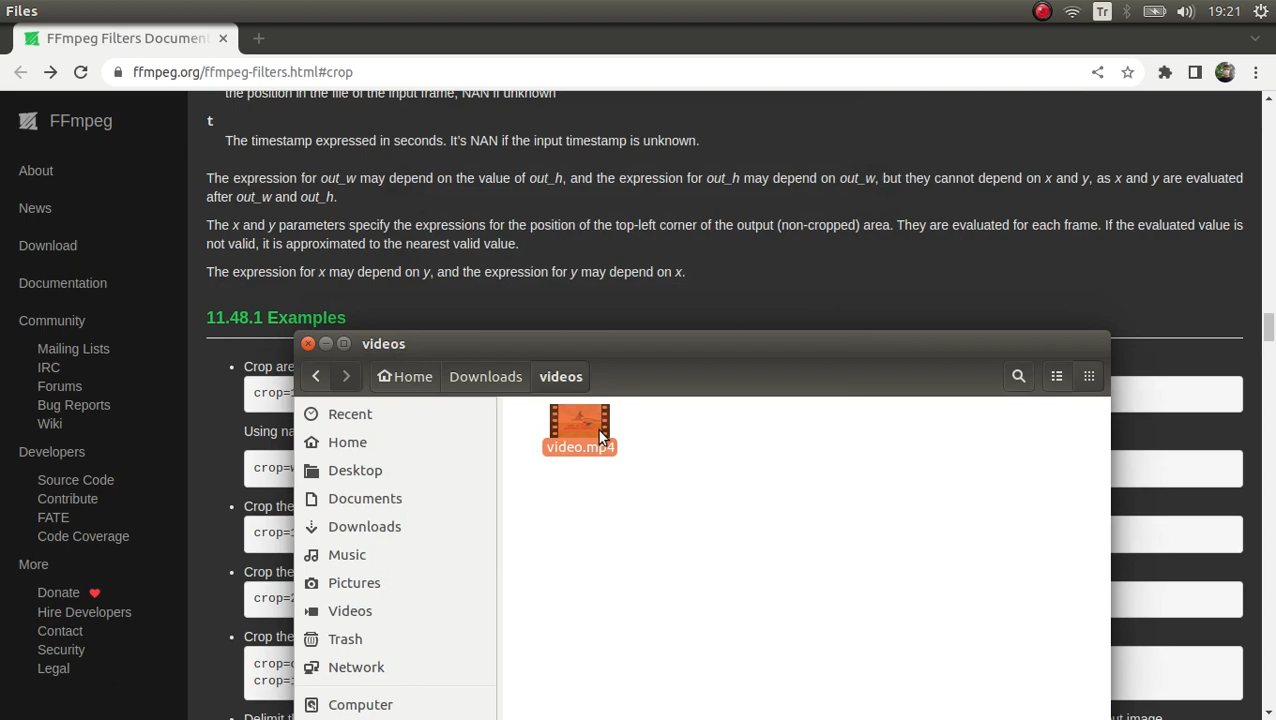 Files
Tr
19:21
FFmpeg Filters Document
ffmpeg.org/ffmpeg-filters.html#crop
FFmpeg
About
News
Download
Documentation
Community
Mailing Lists
IRC
Forums
Bug Reports
Wiki
Developers
Source Code
Contribute
FATE
Code Coverage
More
Donate
Hire Developers
Contact
Security
Legal
the position in the file of the input frame, NAN if unknown
t
The timestamp expressed in seconds. It's NAN if the input timestamp is unknown.
The expression for out_w may depend on the value of out_h, and the expression for out_h may depend on out_w, but they cannot depend on x and y, as x and y are evaluated
after out_w and out_h.
The x and y parameters specify the expressions for the position of the top-left corner of the output (non-cropped) area. They are evaluated for each frame. If the evaluated value is
not valid, it is approximated to the nearest valid value.
The expression for x may depend on y, and the expression for y may depend on x.
11.48.1 Examples
• Crop are
crop=
Using na
crop=
• Crop the
crop=
• Crop the
crop=
• Crop the
crop=
crop=
• Delimit th
ut image.
videos
Home
Downloads
videos
Recent
Home
Desktop
Documents
Downloads
Music
Pictures
Videos
Trash
Network
Computer
video.mp4